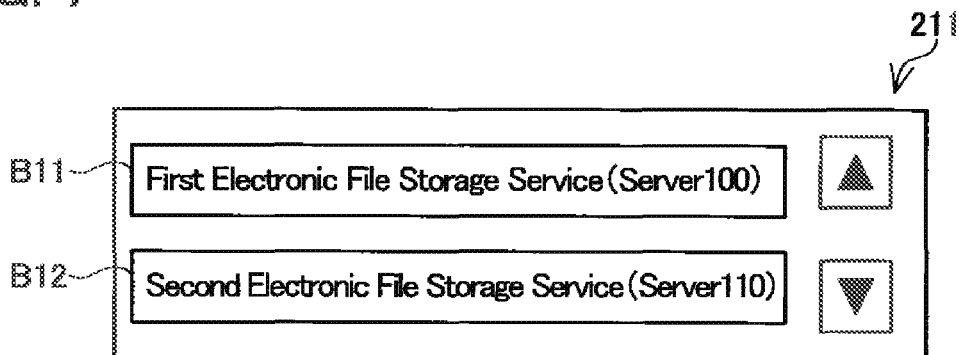 211
B11
First Electronic File Storage Service(Server100)
▲
B12
Second Electronic File Storage Service(Server110)
▼